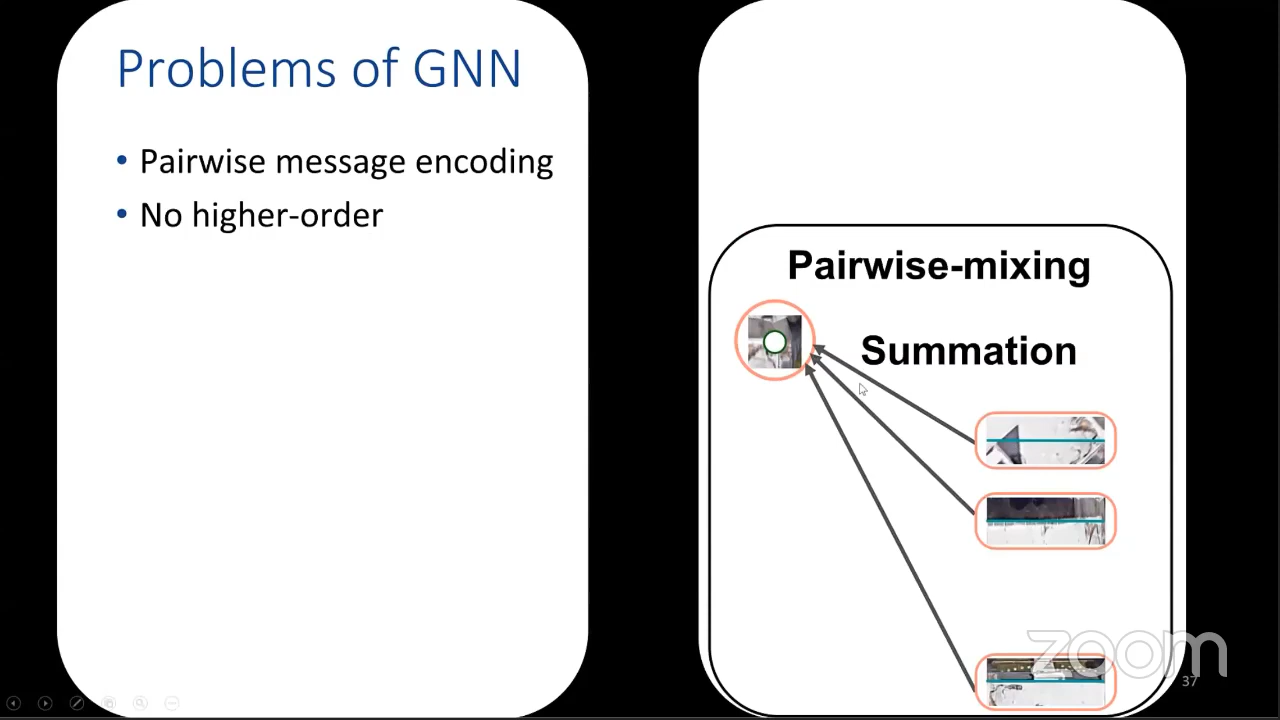 Problems of GNN
• Pairwise message encoding
• No higher-order
Pairwise-mixing
Summation
zoom
37